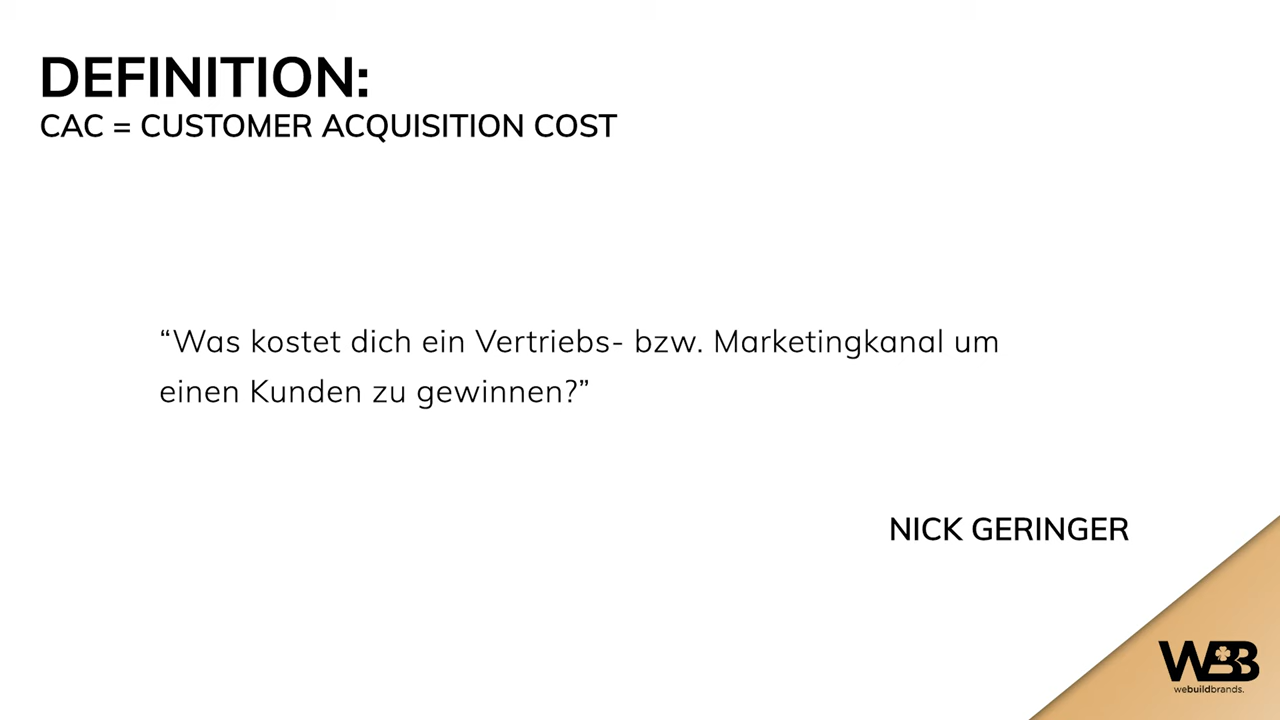 DEFINITION:
CAC = CUSTOMER ACQUISITION COST
“Was kostet dich ein Vertriebs- bzw. Marketingkanal um
einen Kunden zu gewinnen?”
NICK GERINGER
WBB
webuildbrands.